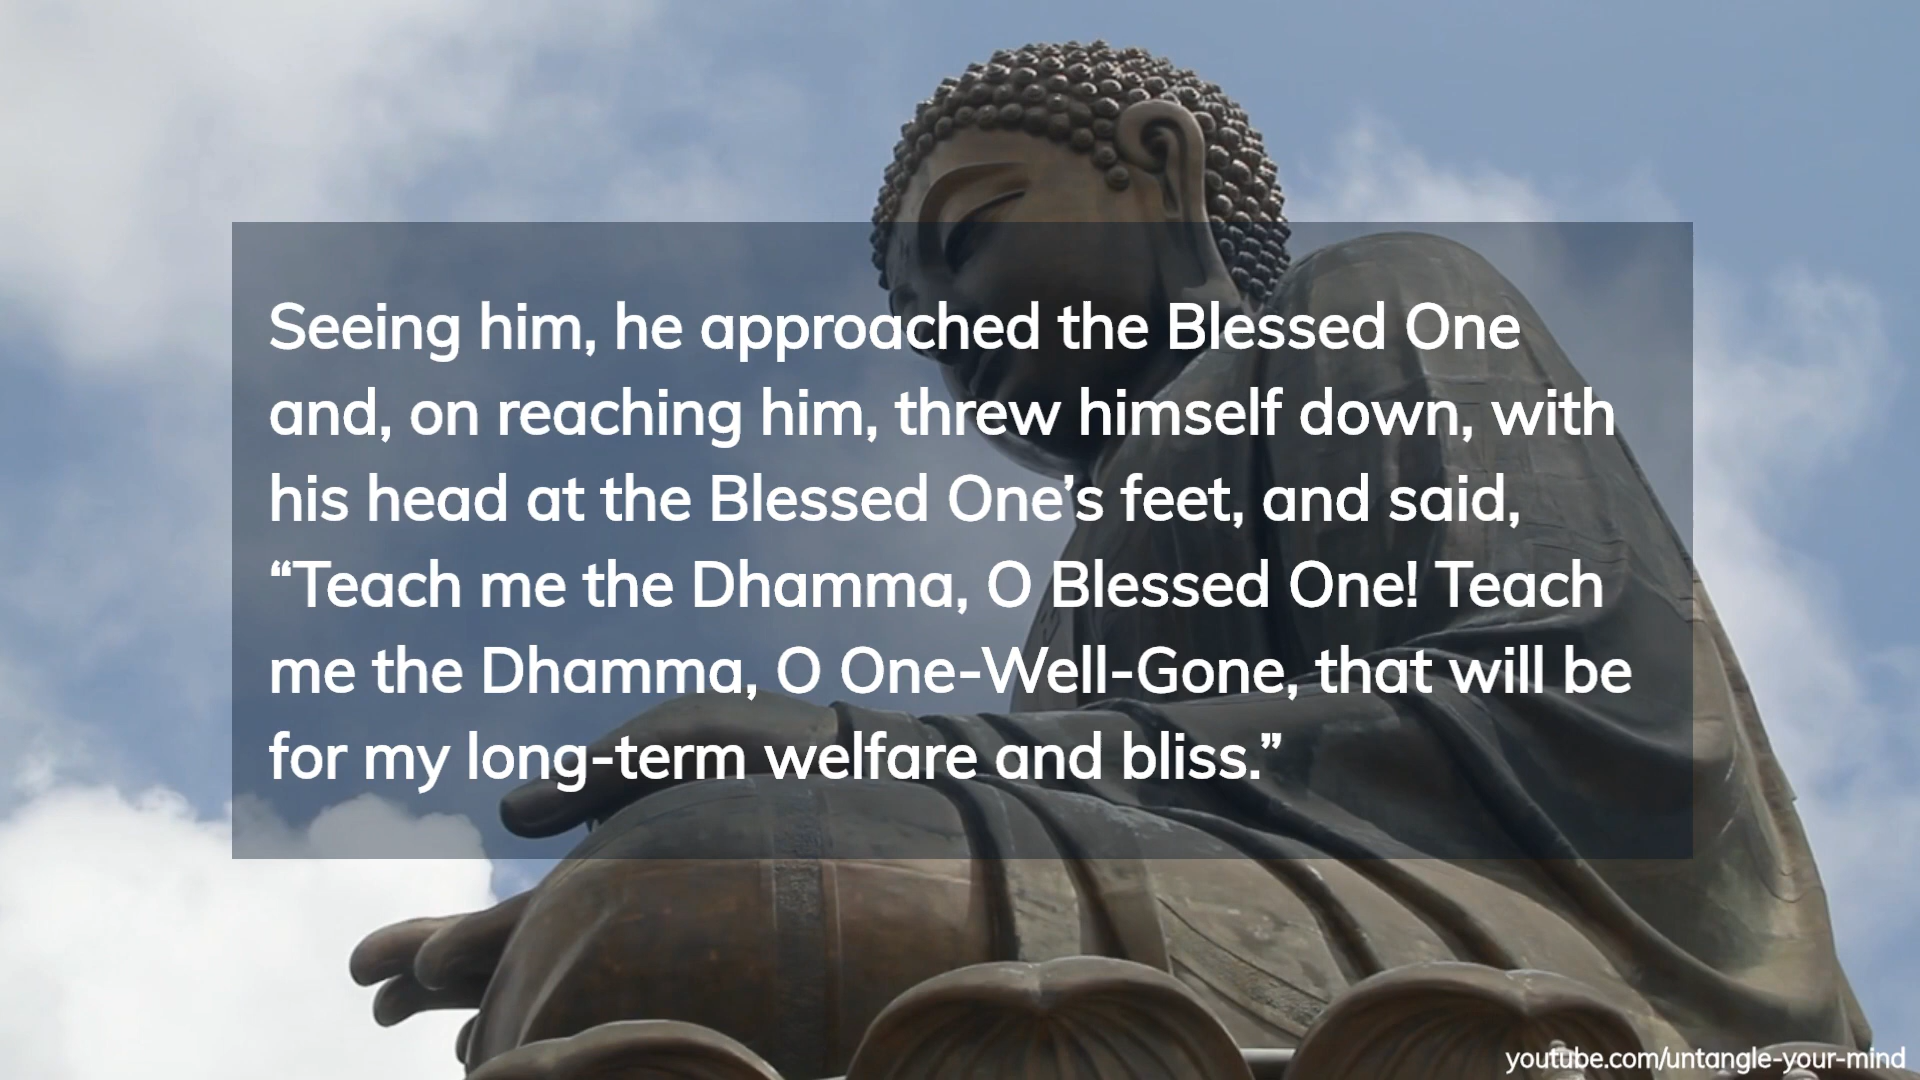 Seeing him, he approached the Blessed One
and, on reaching him, threw himself down, with
his head at the Blessed One’s feet, and said,
“Teach me the Dhamma, O Blessed One! Teach
me the Dhamma, O One-Well-Gone, that will be
for my long-term welfare and bliss.”
youtube.com/untangle-your-mind